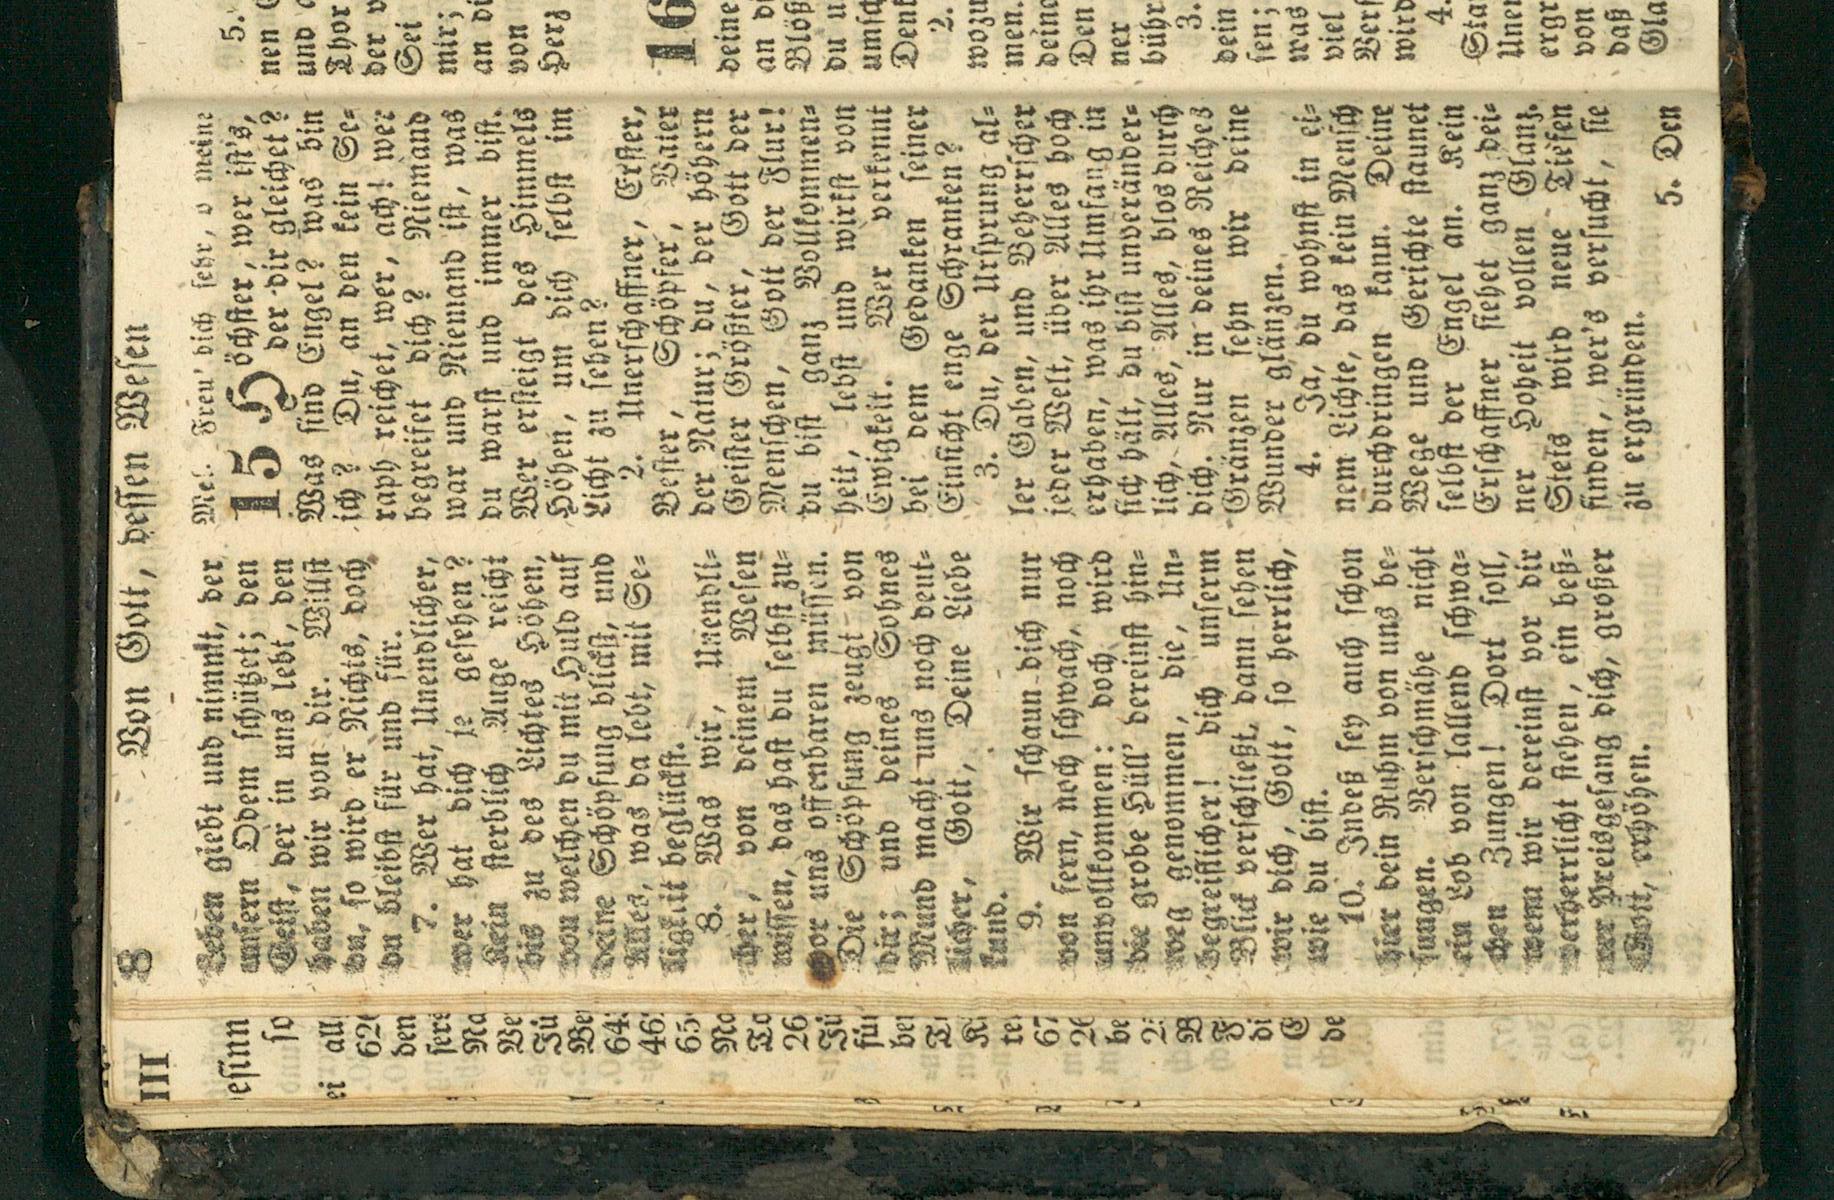 8 Von Gott, dessen Wesen
Leben giebt und nimmt, der
unsern Odem schützet; den
Geist, der in uns lebt, den
haben wir von dir. Willst
du, so wird er Nichts, doch
du bleibst für und für.
7. Wer hat, Unendlicher,
wer hat dich je gesehen?
Kein sterblich Auge reicht
bis zu des Lichtes Höhen,
von welchen du mit Huld auf
deine Schöpfung blickst, und
Alles, was da lebt, mit Se-
ligkeit beglückst.
8. Was wir, Unendli-
cher, von deinem Wesen
wissen, das hast du selbst zu-
vor uns offenbaren müssen.
Die Schöpfung zeugt von
dir; und deines Sohnes
Mund macht uns noch deut-
licher, Gott, Deine Liebe
kund.
9. Wir schaun dich nur
von fern, noch schwach, noch
unvollkommen: doch wird
die grobe Hüll' dereinst hin-
weg genommen, die, Un-
begreiflicher! dich unserm
Blick verschließt, dann sehen
wir dich, Gott, so herrlich,
wie du bist.
10. Indeß sey auch schon
hier dein Ruhm von uns be-
sungen. Verschmähe nicht
ein Lob von lallend schwa-
chen Zungen! Dort soll,
wenn wir dereinst vor dir
verherrlicht stehen, ein beß-
rer Preisgesang dich, großer
Gott, erhöhen.
Mel. Freu' dich sehr, o meine
15 Höchster, wer ist's,
der dir gleichet?
Was sind Engel? was bin
ich? Du, an den kein Se-
raph reichet, wer, ach! wer
begreifet dich? Niemand
war und Niemand ist, was
du warst und immer bist.
Wer ersteigt des Himmels
Höhen, um dich selbst im
Licht zu sehen?
2. Unerschaffner, Erster,
Bester, Schöpfer, Vater
der Natur; du, der höhern
Geister Größter, Gott der
Menschen, Gott der Flur!
du bist ganz Vollkommen-
heit, lebst und wirkst von
Ewigkeit. Wer verkennt
bei dem Gedanken seiner
Einsicht enge Schranken?
3. Du, der Ursprung al-
ler Gaben, und Beherrscher
jeder Welt, über Alles hoch
erhaben, was ihr Umfang in
sich hält, du bist unveränder-
lich, Alles, Alles, blos durch
dich. Nur in deines Reiches
Gränzen sehn wir deine
Wunder glänzen.
4. Ja, du wohnst in ei-
nem Lichte, das kein Mensch
durchdringen kann. Deine
Wege und Gerichte staunet
selbst der Engel an. Kein
Erschaffner siehet ganz dei-
ner Hoheit vollen Glanz.
Stets wird neue Tiefen
finden, wer's versucht, sie
zu ergründen.
5. Den